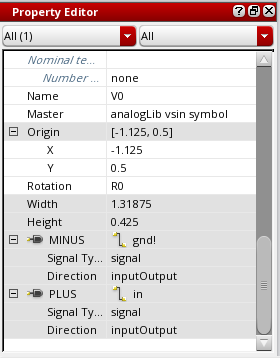 Property Editor
All (1) All
Nominal te...
Number ... none
Name V0
Master analogLib vsin symbol
Origin [-1.125, 0.5]
X -1.125
Y 0.5
Rotation R0
Width 1.31875
Height 0.425
MINUS gnd!
Signal Ty... signal
Direction inputOutput
PLUS in
Signal Ty... signal
Direction inputOutput